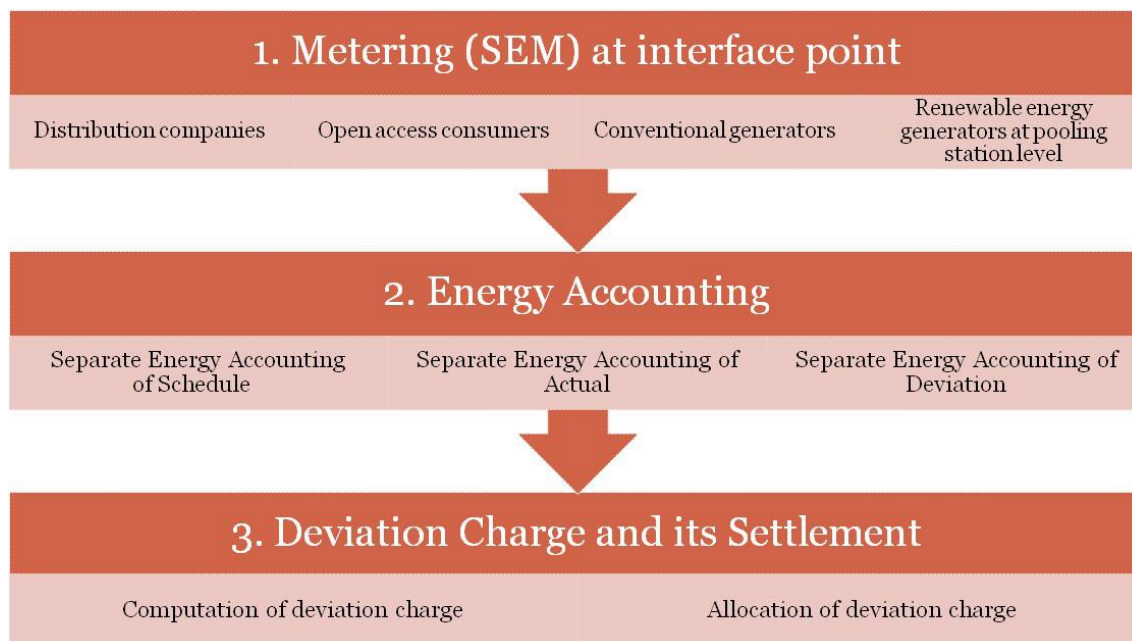 1. Metering (SEM) at interface point
Distribution companies
Open access consumers
Conventional generators
Renewable energy
generators at pooling
station level
2. Energy Accounting
Separate Energy Accounting
of Schedule
Separate Energy Accounting of
Actual
Separate Energy Accounting of
Deviation
3. Deviation Charge and its Settlement
Computation of deviation charge
Allocation of deviation charge